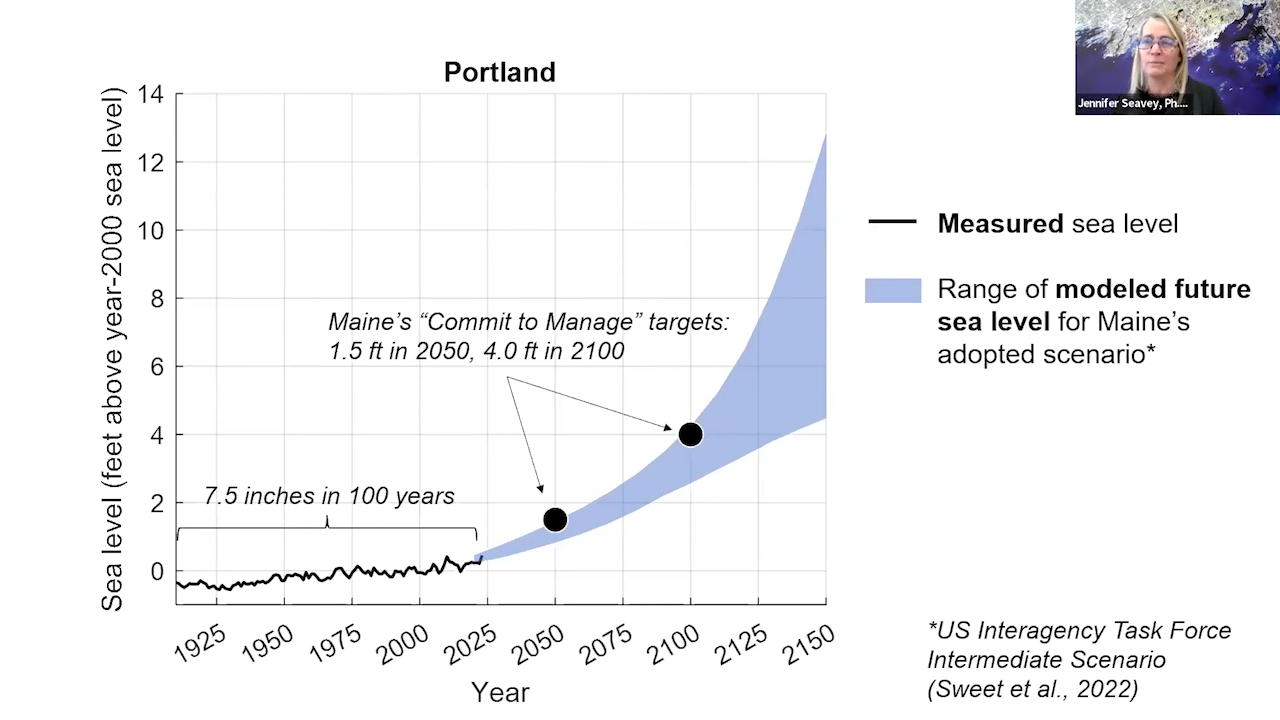 Portland
Jennifer Seavey, Ph....
Sea level (feet above year-2000 sea level)
14
12
10
8
6
4
2
0
Maine's “Commit to Manage” targets:
1.5 ft in 2050, 4.0 ft in 2100
7.5 inches in 100 years
1925
1950
1975
2000
2025
2050
2075
2100
2125
2150
Year
Measured sea level
Range of modeled future
sea level for Maine's
adopted scenario*
*US Interagency Task Force
Intermediate Scenario
(Sweet et al., 2022)